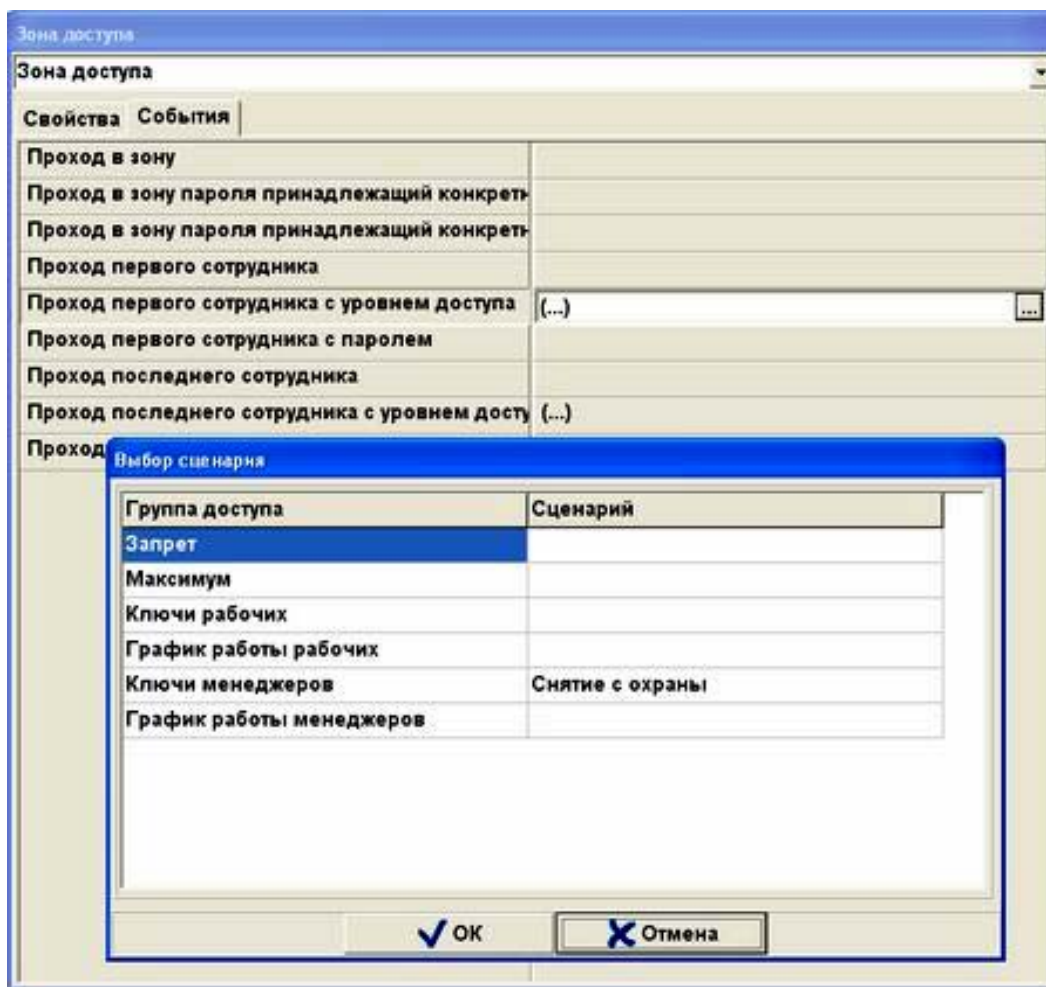 Зона доступа
Зона доступа
Свойства События
Проход в зону
Проход в зону пароля принадлежащий конкретн
Проход в зону пароля принадлежащий конкретн
Проход первого сотрудника
Проход первого сотрудника с уровнем доступа (...) ...
Проход первого сотрудника с паролем
Проход последнего сотрудника
Проход последнего сотрудника с уровнем досту (...)
Проход
Выбор сценария
Группа доступа Сценарий
Запрет
Максимум
Ключи рабочих
График работы рабочих
Ключи менеджеров Снятие с охраны
График работы менеджеров
OK Отмена